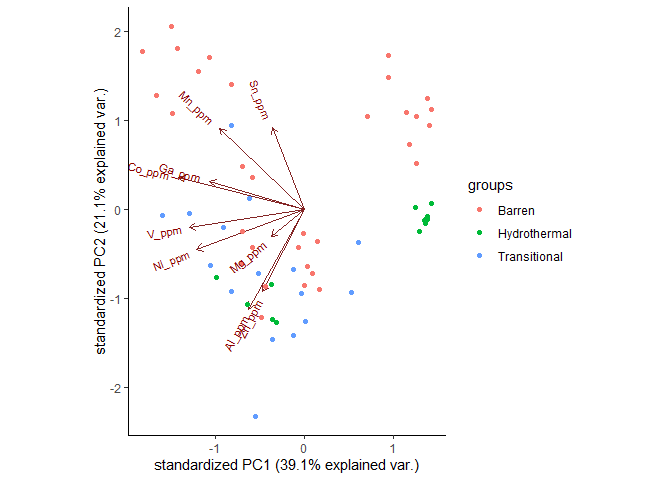 2
1
0
-1
-2
standardized PC2 (21.1% explained var.)
Sn_ppm
Mn_ppm
Co_ppm
Ga_ppm
V_ppm
Ni_ppm
Mg_ppm
Al_ppm
Zn_ppm
-1
0
1
standardized PC1 (39.1% explained var.)
groups
Barren
Hydrothermal
Transitional